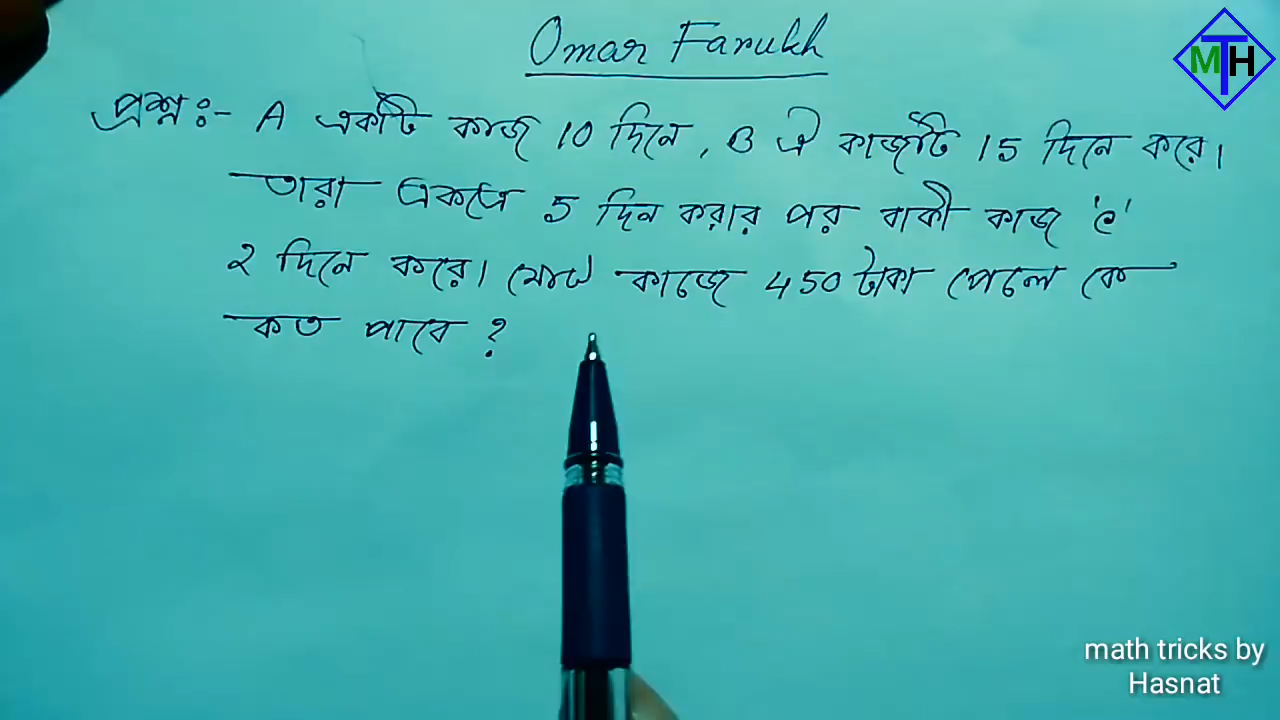 Omar Farukh
MTH
প্রশ্ন:- A একটি কাজ 10 দিনে, B ঐ কাজটি 15 দিনে করে।
তারা একত্রে 5 দিন করার পর বাকী কাজ 'c'
২ দিনে করে। মোট কাজে 450 টাকা পেলে কে
কত পাবে ?
math tricks by
Hasnat